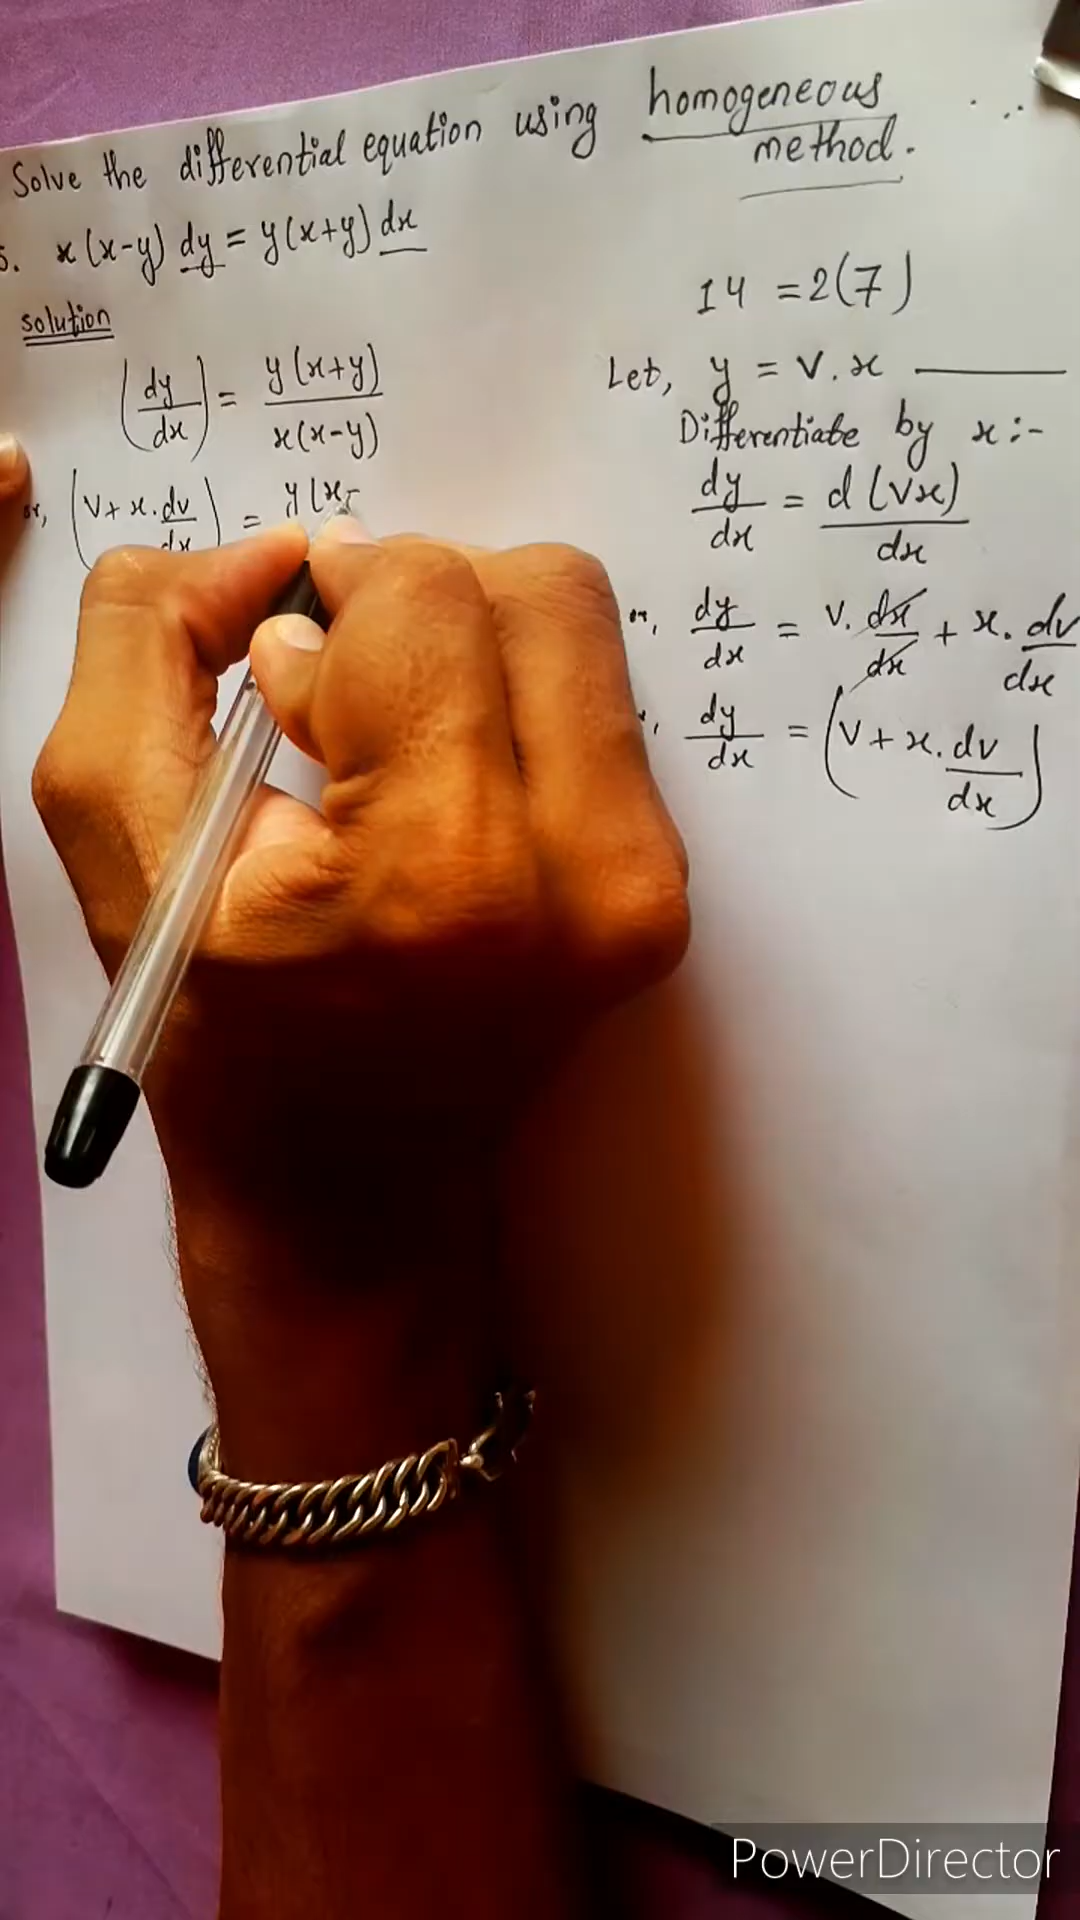 Solve the differential equation using homogeneous
method.
5. x(x-y) dy = y(x+y) dx
solution
(dy/dx) = y(x+y)/x(x-y)
or, (v + x.dv/dx) = y(x
14 = 2(7)
Let, y = v.x
Differentiate by x:-
dy/dx = d(vx)/dx
or, dy/dx = v.dx/dx + x.dv/dx
dy/dx = (v + x.dv/dx)
PowerDirector